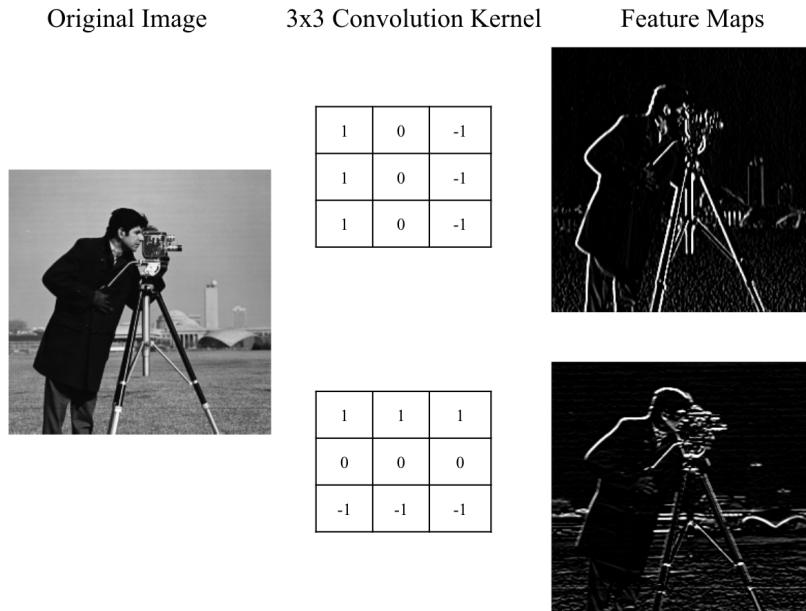 Original Image
3x3 Convolution Kernel
Feature Maps
1 0 -1
1 0 -1
1 0 -1
1 1 1
0 0 0
-1 -1 -1